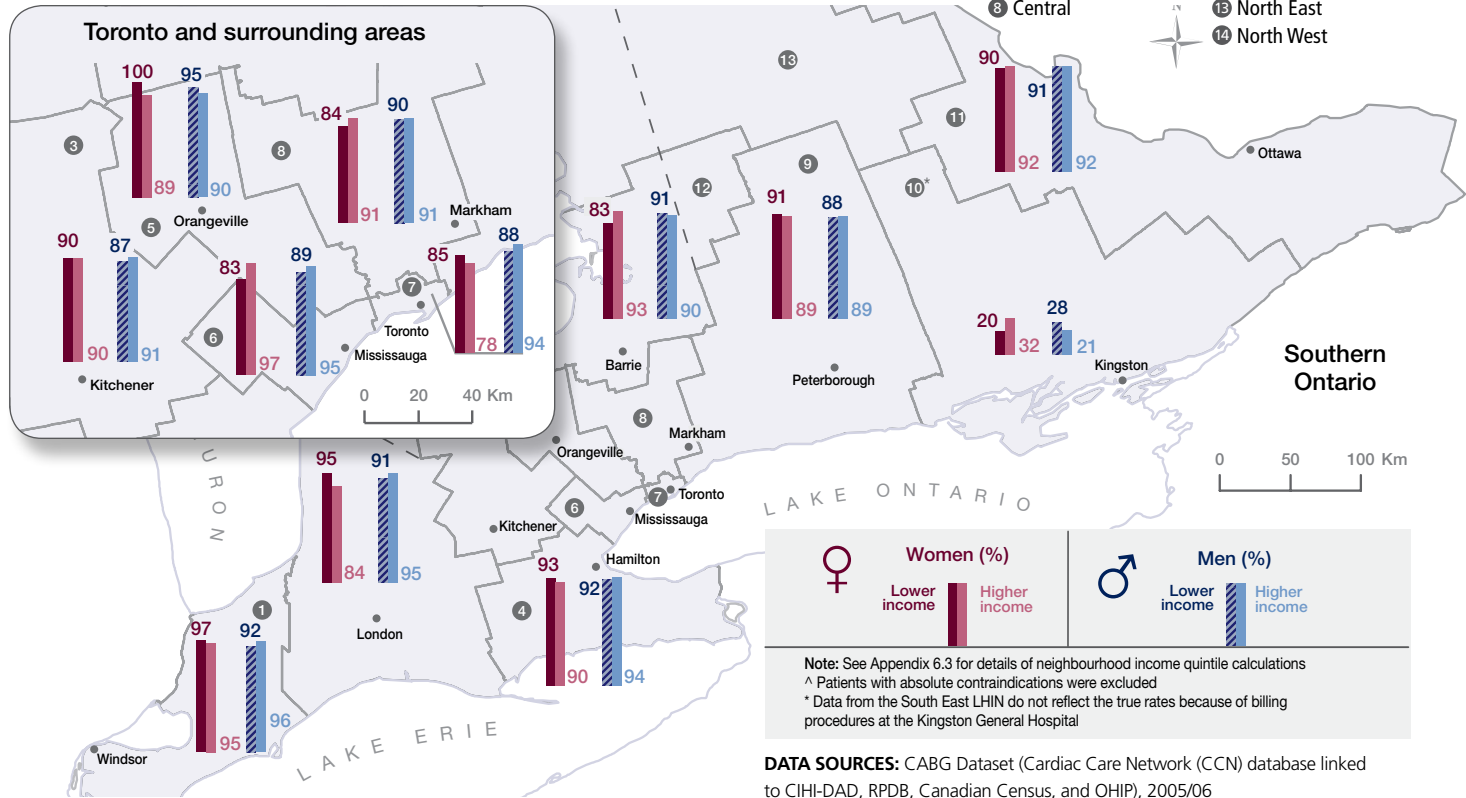 Toronto and surrounding areas
100
95
89
90
3
84
90
91
91
8
5
Orangeville
Markham
90
87
90
91
Kitchener
83
89
97
95
6
7
Toronto
Mississauga
85
88
78
94
0 20 40 Km
8 Central
13 North East
14 North West
N
13
11
90
91
92
92
Ottawa
12
9
10*
83
91
93
90
Barrie
91
88
89
89
Peterborough
20
28
32
21
Kingston
Southern
Ontario
0 50 100 Km
8
Markham
Orangeville
7
Toronto
6
Mississauga
Kitchener
Hamilton
LAKE ONTARIO
URON
95
91
84
95
London
93
92
90
94
4
1
97
92
95
96
Windsor
LAKE ERIE
Women (%)
Lower income
Higher income
Men (%)
Lower income
Higher income
Note: See Appendix 6.3 for details of neighbourhood income quintile calculations
^ Patients with absolute contraindications were excluded
* Data from the South East LHIN do not reflect the true rates because of billing
procedures at the Kingston General Hospital
DATA SOURCES: CABG Dataset (Cardiac Care Network (CCN) database linked
to CIHI-DAD, RPDB, Canadian Census, and OHIP), 2005/06